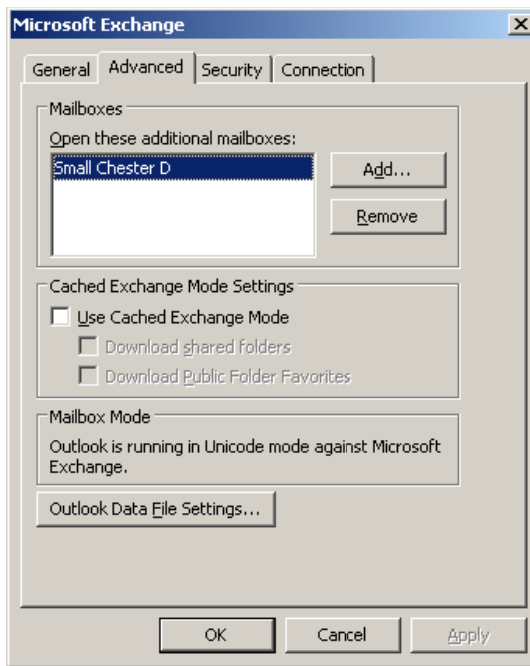 Microsoft Exchange
General Advanced Security Connection
Mailboxes
Open these additional mailboxes:
Small Chester D
Add...
Remove
Cached Exchange Mode Settings
Use Cached Exchange Mode
Download shared folders
Download Public Folder Favorites
Mailbox Mode
Outlook is running in Unicode mode against Microsoft
Exchange.
Outlook Data File Settings...
OK Cancel Apply